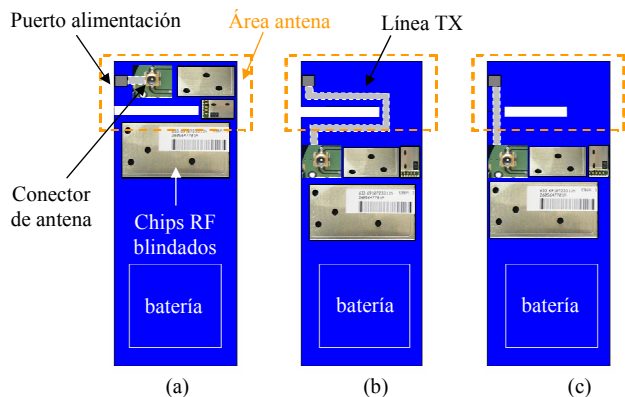 Puerto alimentación
Área antena
Línea TX
Conector
de antena
Chips RF
blindados
batería
batería
batería
(a)
(b)
(c)